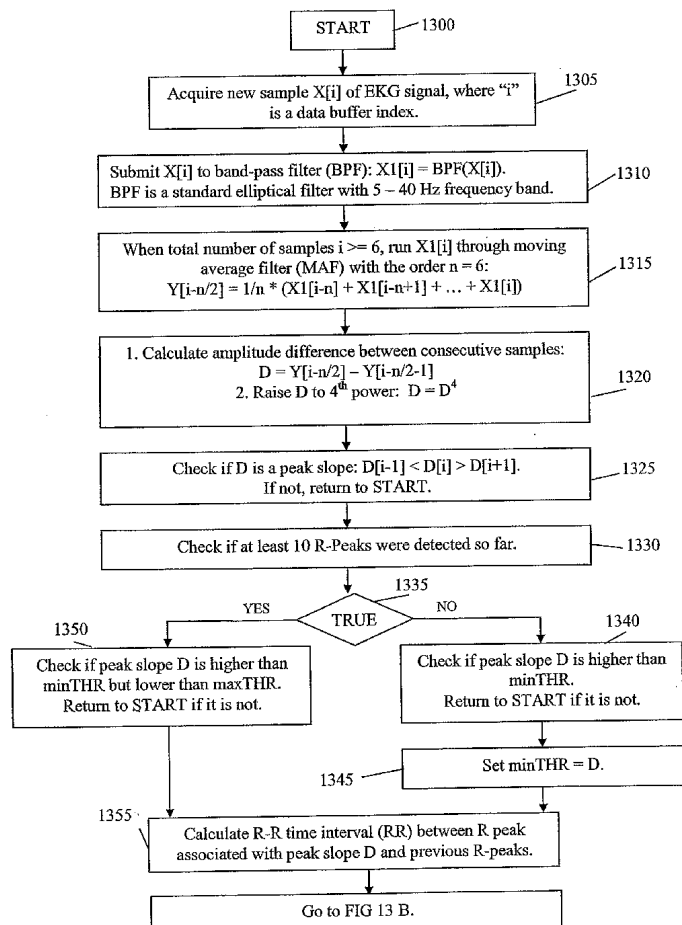 START
1300
Acquire new sample X[i] of EKG signal, where “i”
is a data buffer index.
1305
Submit X[i] to band-pass filter (BPF): X1[i] = BPF(X[i]).
BPF is a standard elliptical filter with 5 – 40 Hz frequency band.
1310
When total number of samples i >= 6, run X1[i] through moving
average filter (MAF) with the order n = 6:
Y[i-n/2] = 1/n * (X1[i-n] + X1[i-n+1] + … + X1[i])
1315
1. Calculate amplitude difference between consecutive samples:
D = Y[i-n/2] – Y[i-n/2-1]
2. Raise D to 4th power: D = D^4
1320
Check if D is a peak slope: D[i-1] < D[i] > D[i+1].
If not, return to START.
1325
Check if at least 10 R-Peaks were detected so far.
1330
1335
YES
TRUE
NO
1350
Check if peak slope D is higher than
minTHR but lower than maxTHR.
Return to START if it is not.
1340
Check if peak slope D is higher than
minTHR.
Return to START if it is not.
1345
Set minTHR = D.
1355
Calculate R-R time interval (RR) between R peak
associated with peak slope D and previous R-peaks.
Go to FIG 13 B.